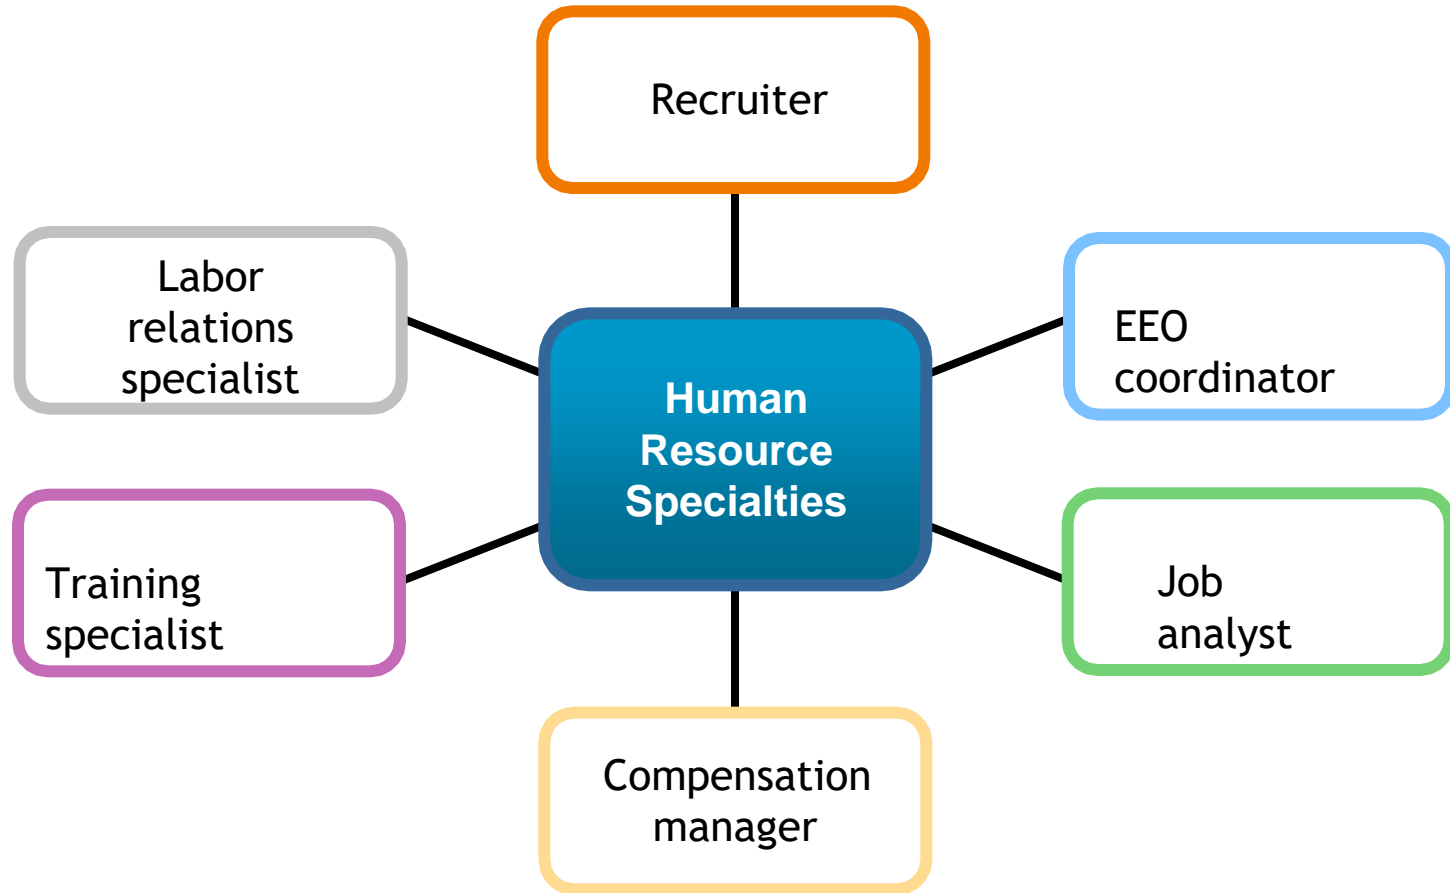 Recruiter
Labor
relations
specialist
EEO
coordinator
Human
Resource
Specialties
Training
specialist
Job
analyst
Compensation
manager